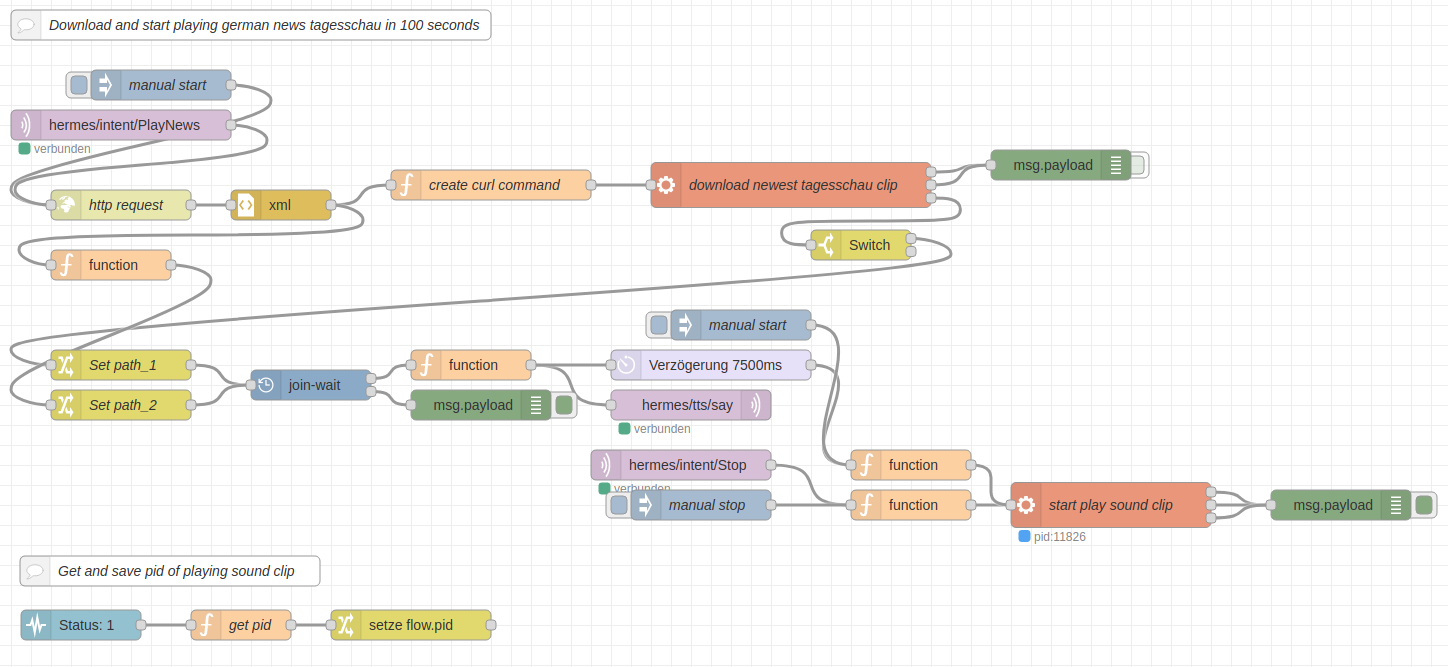 Download and start playing german news tagesschau in 100 seconds
manual start
hermes/intent/PlayNews
verbunden
http request
xml
create curl command
download newest tagesschau clip
msg.payload
Switch
function
manual start
Set path_1
Set path_2
join-wait
function
msg.payload
Verzögerung 7500ms
hermes/tts/say
verbunden
hermes/intent/Stop
verbunden
manual stop
function
function
start play sound clip
pid:11826
msg.payload
Get and save pid of playing sound clip
Status: 1
get pid
setze flow.pid